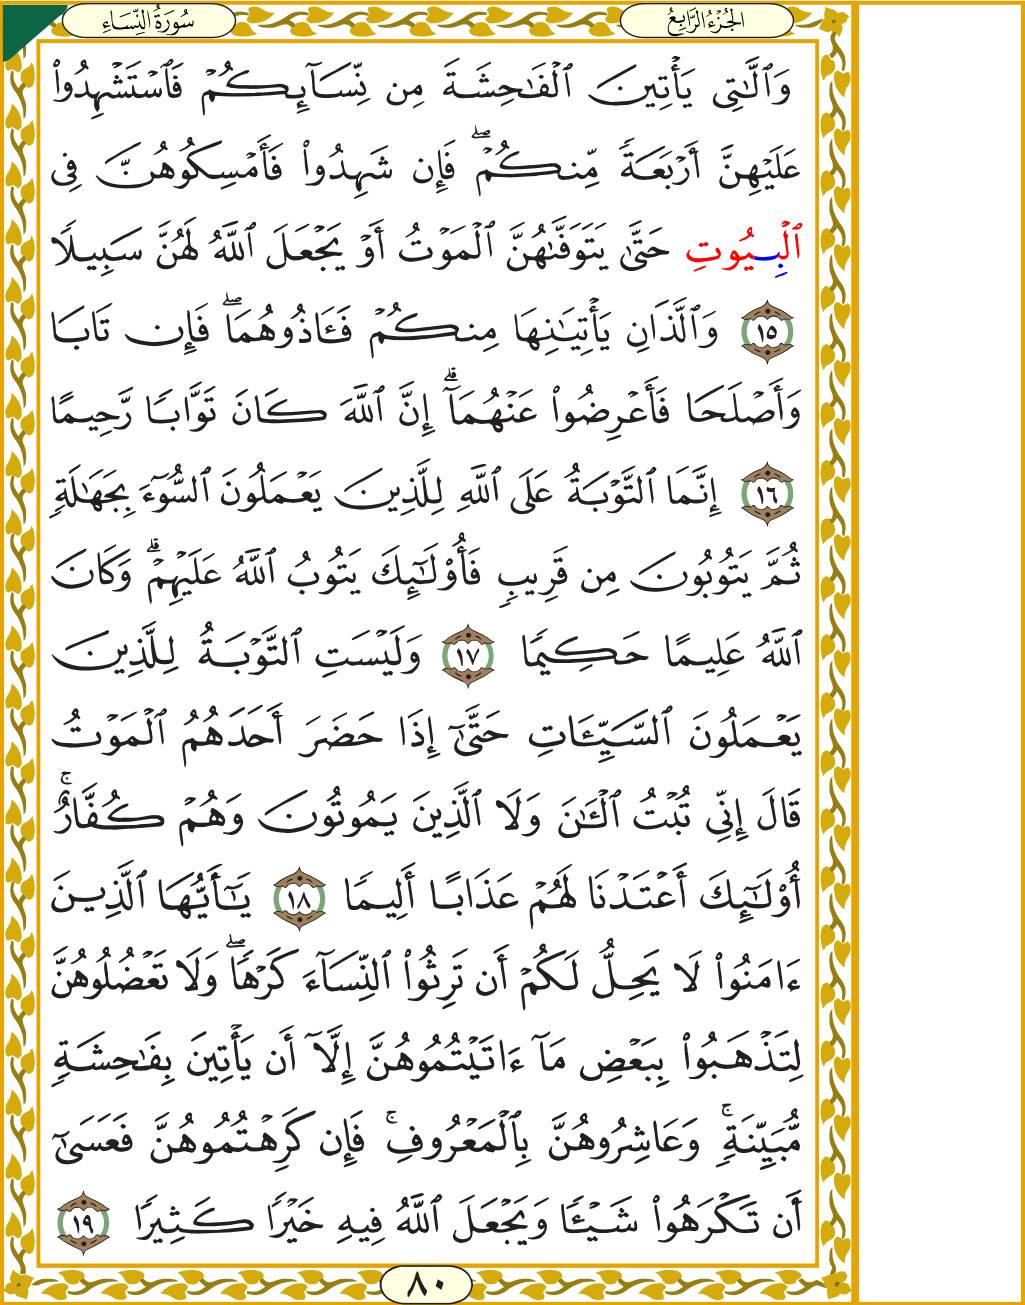 سُورَةُ النِّسَاءِ
الجُزْءُ الرَّابِعُ
وَٱلَّٰتِى يَأْتِينَ ٱلْفَٰحِشَةَ مِن نِّسَآئِكُمْ فَٱسْتَشْهِدُوا۟
عَلَيْهِنَّ أَرْبَعَةً مِّنكُمْ ۖ فَإِن شَهِدُوا۟ فَأَمْسِكُوهُنَّ فِى
ٱلْبِيُوتِ حَتَّىٰ يَتَوَفَّىٰهُنَّ ٱلْمَوْتُ أَوْ يَجْعَلَ ٱللَّهُ لَهُنَّ سَبِيلًا
١٥ وَٱلَّذَانِ يَأْتِيَٰنِهَا مِنكُمْ فَـَٔاذُوهُمَا ۖ فَإِن تَابَا
وَأَصْلَحَا فَأَعْرِضُوا۟ عَنْهُمَآ ۗ إِنَّ ٱللَّهَ كَانَ تَوَّابًا رَّحِيمًا
١٦ إِنَّمَا ٱلتَّوْبَةُ عَلَى ٱللَّهِ لِلَّذِينَ يَعْمَلُونَ ٱلسُّوٓءَ بِجَهَٰلَةٍ
ثُمَّ يَتُوبُونَ مِن قَرِيبٍ فَأُو۟لَٰٓئِكَ يَتُوبُ ٱللَّهُ عَلَيْهِمْ ۗ وَكَانَ
ٱللَّهُ عَلِيمًا حَكِيمًا ١٧ وَلَيْسَتِ ٱلتَّوْبَةُ لِلَّذِينَ
يَعْمَلُونَ ٱلسَّيِّـَٔاتِ حَتَّىٰٓ إِذَا حَضَرَ أَحَدَهُمُ ٱلْمَوْتُ
قَالَ إِنِّى تُبْتُ ٱلْـَٰٔنَ وَلَا ٱلَّذِينَ يَمُوتُونَ وَهُمْ كُفَّارٌ ۚ
أُو۟لَٰٓئِكَ أَعْتَدْنَا لَهُمْ عَذَابًا أَلِيمًا ١٨ يَٰٓأَيُّهَا ٱلَّذِينَ
ءَامَنُوا۟ لَا يَحِلُّ لَكُمْ أَن تَرِثُوا۟ ٱلنِّسَآءَ كَرْهًا ۖ وَلَا تَعْضُلُوهُنَّ
لِتَذْهَبُوا۟ بِبَعْضِ مَآ ءَاتَيْتُمُوهُنَّ إِلَّآ أَن يَأْتِينَ بِفَٰحِشَةٍ
مُّبَيِّنَةٍ ۚ وَعَاشِرُوهُنَّ بِٱلْمَعْرُوفِ ۚ فَإِن كَرِهْتُمُوهُنَّ فَعَسَىٰٓ
أَن تَكْرَهُوا۟ شَيْـًٔا وَيَجْعَلَ ٱللَّهُ فِيهِ خَيْرًا كَثِيرًا ١٩
٨٠